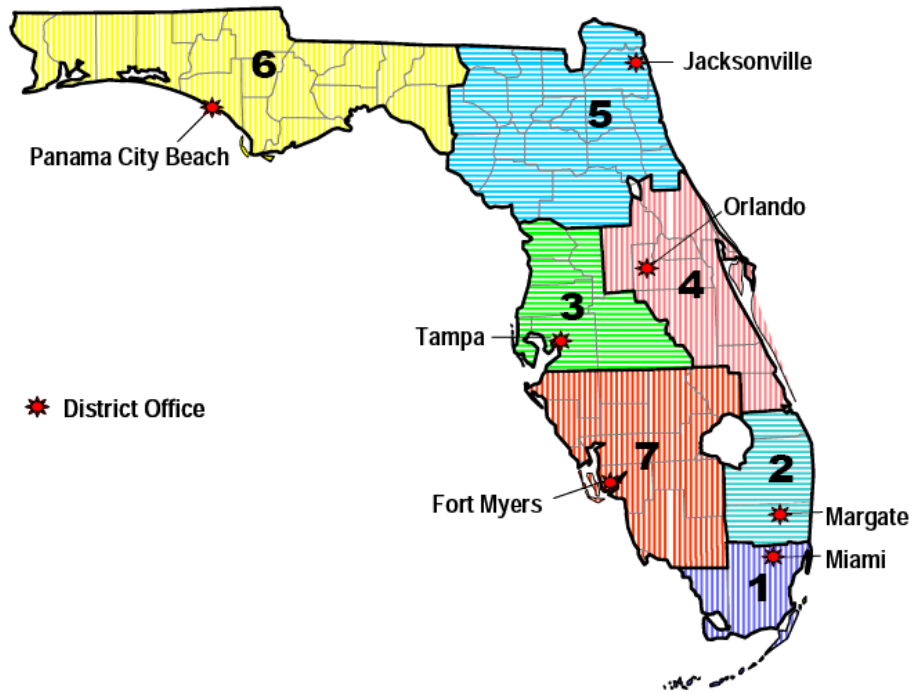 6
Jacksonville
5
Panama City Beach
Orlando
4
3
Tampa
District Office
7
2
Fort Myers
Margate
Miami
1